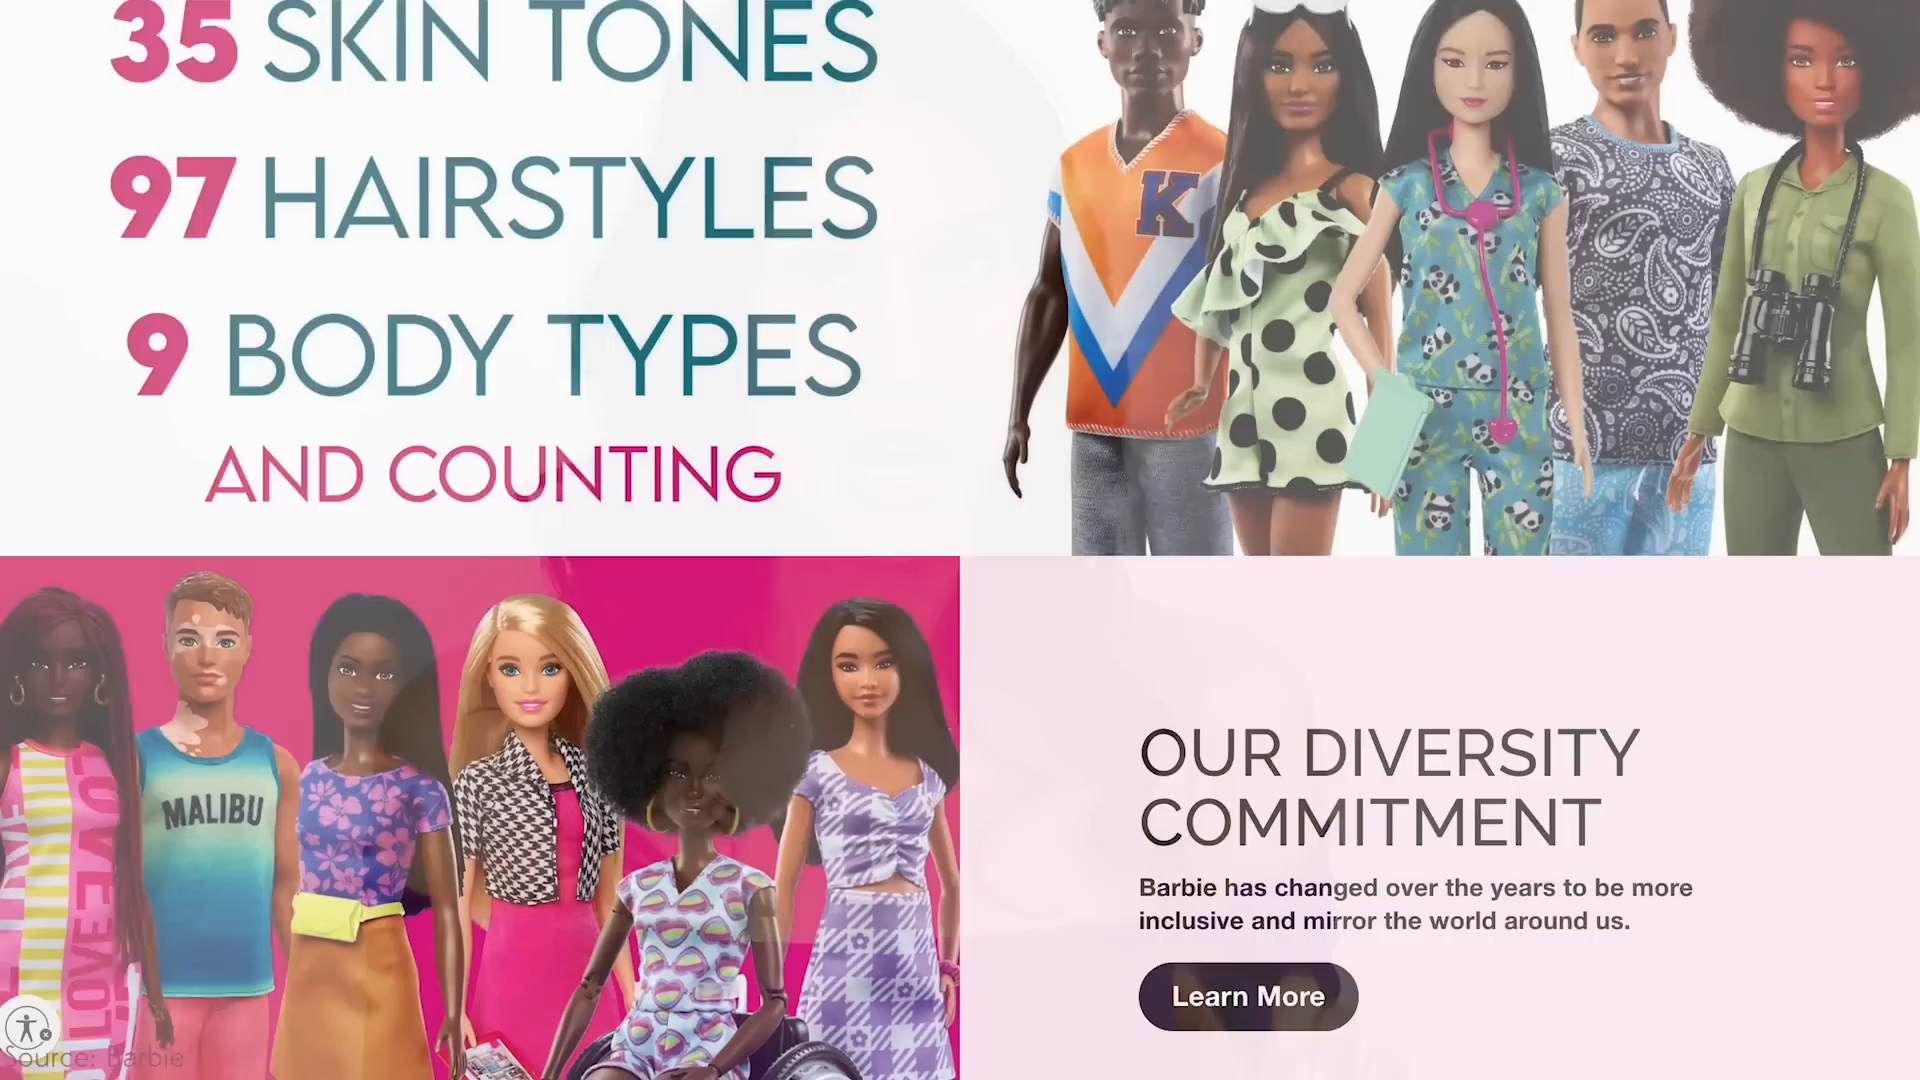 35 SKIN TONES
97 HAIRSTYLES
9 BODY TYPES
AND COUNTING
K
MALIBU
LOVE
OUR DIVERSITY
COMMITMENT
Barbie has changed over the years to be more
inclusive and mirror the world around us.
Learn More
Source: Barbie